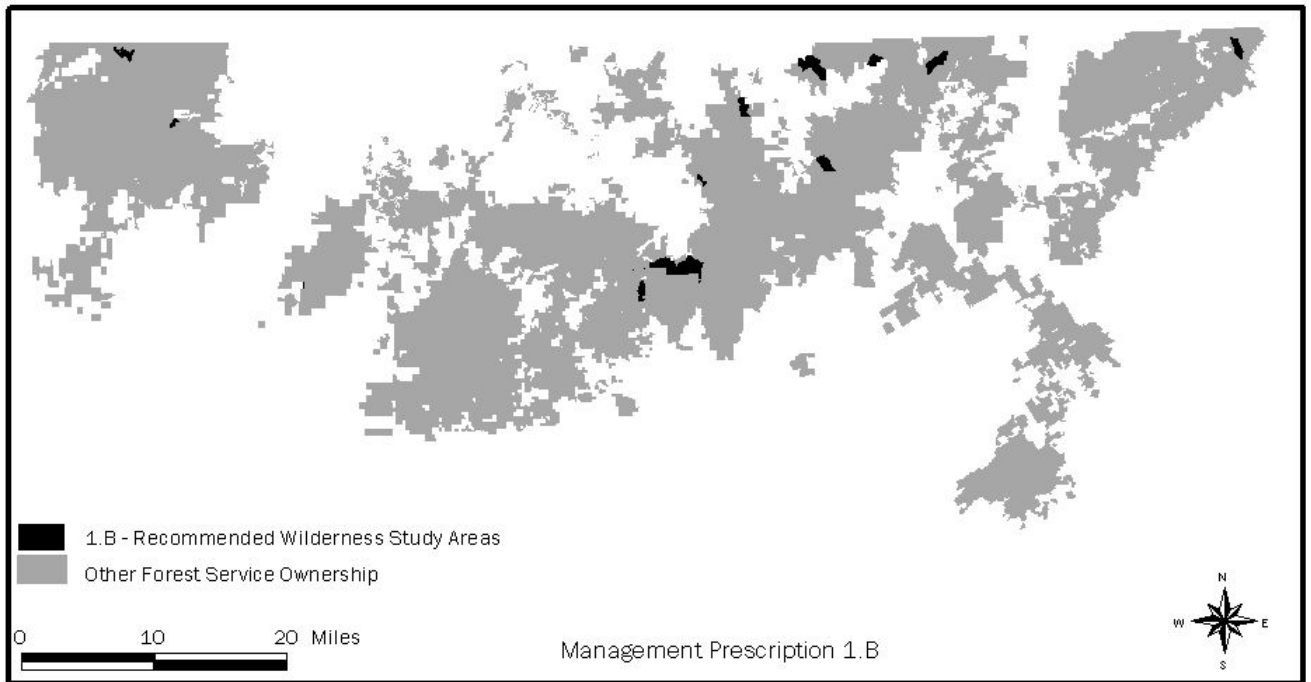 1.B - Recommended Wilderness Study Areas
Other Forest Service Ownership
0 10 20 Miles
Management Prescription 1.B
N
W E
S